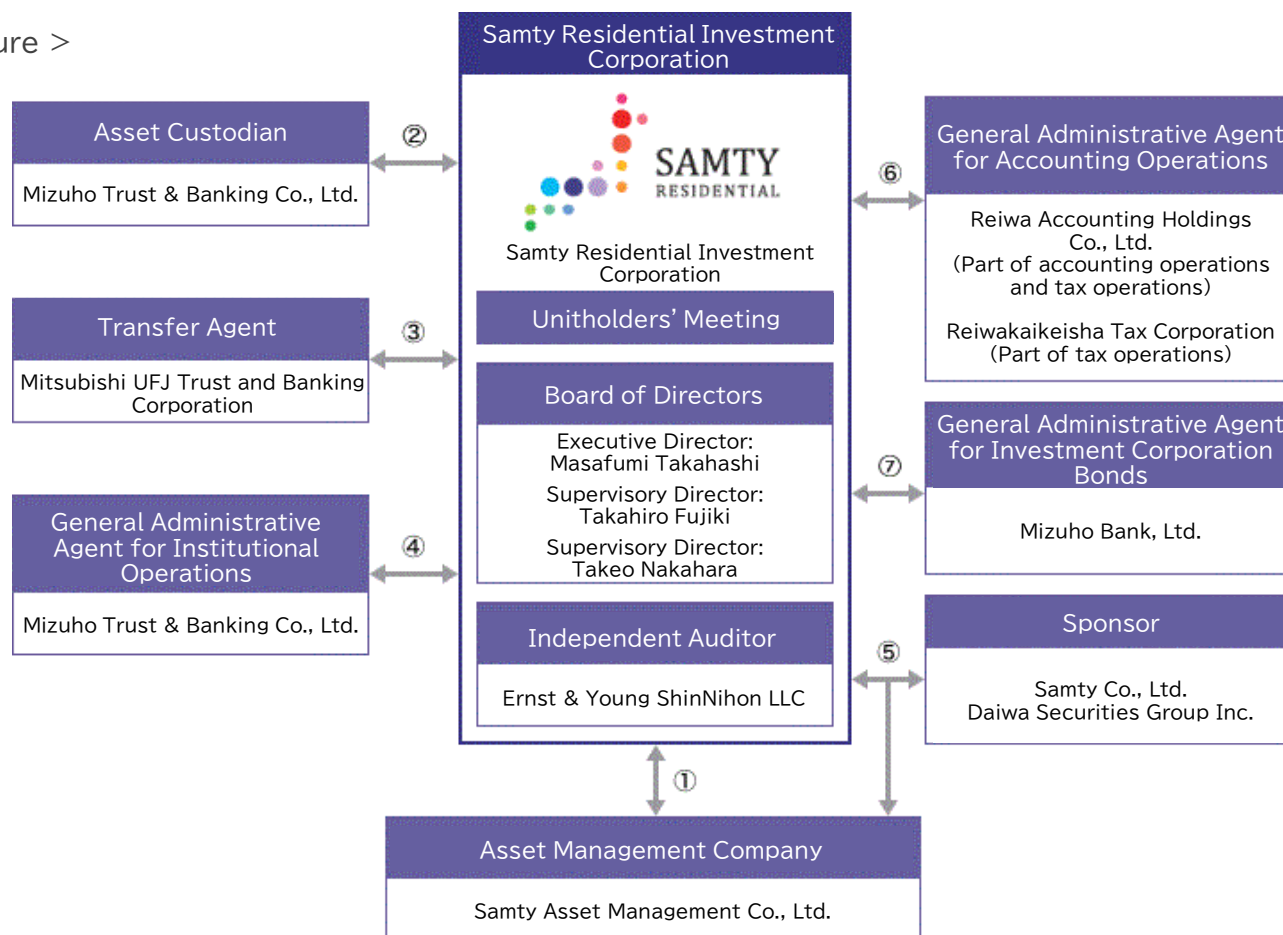 ure >
Samty Residential Investment
Corporation
SAMTY
RESIDENTIAL
Samty Residential Investment
Corporation
Unitholders’ Meeting
Board of Directors
Executive Director:
Masafumi Takahashi
Supervisory Director:
Takahiro Fujiki
Supervisory Director:
Takeo Nakahara
Independent Auditor
Ernst & Young ShinNihon LLC
Asset Custodian
Mizuho Trust & Banking Co., Ltd.
②
Transfer Agent
Mitsubishi UFJ Trust and Banking
Corporation
③
General Administrative
Agent for Institutional
Operations
Mizuho Trust & Banking Co., Ltd.
④
General Administrative Agent
for Accounting Operations
Reiwa Accounting Holdings
Co., Ltd.
(Part of accounting operations
and tax operations)
Reiwakaikeisha Tax Corporation
(Part of tax operations)
⑥
General Administrative Agent
for Investment Corporation
Bonds
Mizuho Bank, Ltd.
⑦
Sponsor
Samty Co., Ltd.
Daiwa Securities Group Inc.
⑤
①
Asset Management Company
Samty Asset Management Co., Ltd.